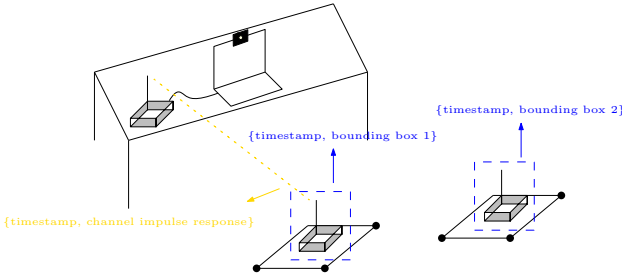 {timestamp, bounding box 2}
{timestamp, bounding box 1}
{timestamp, channel impulse response}